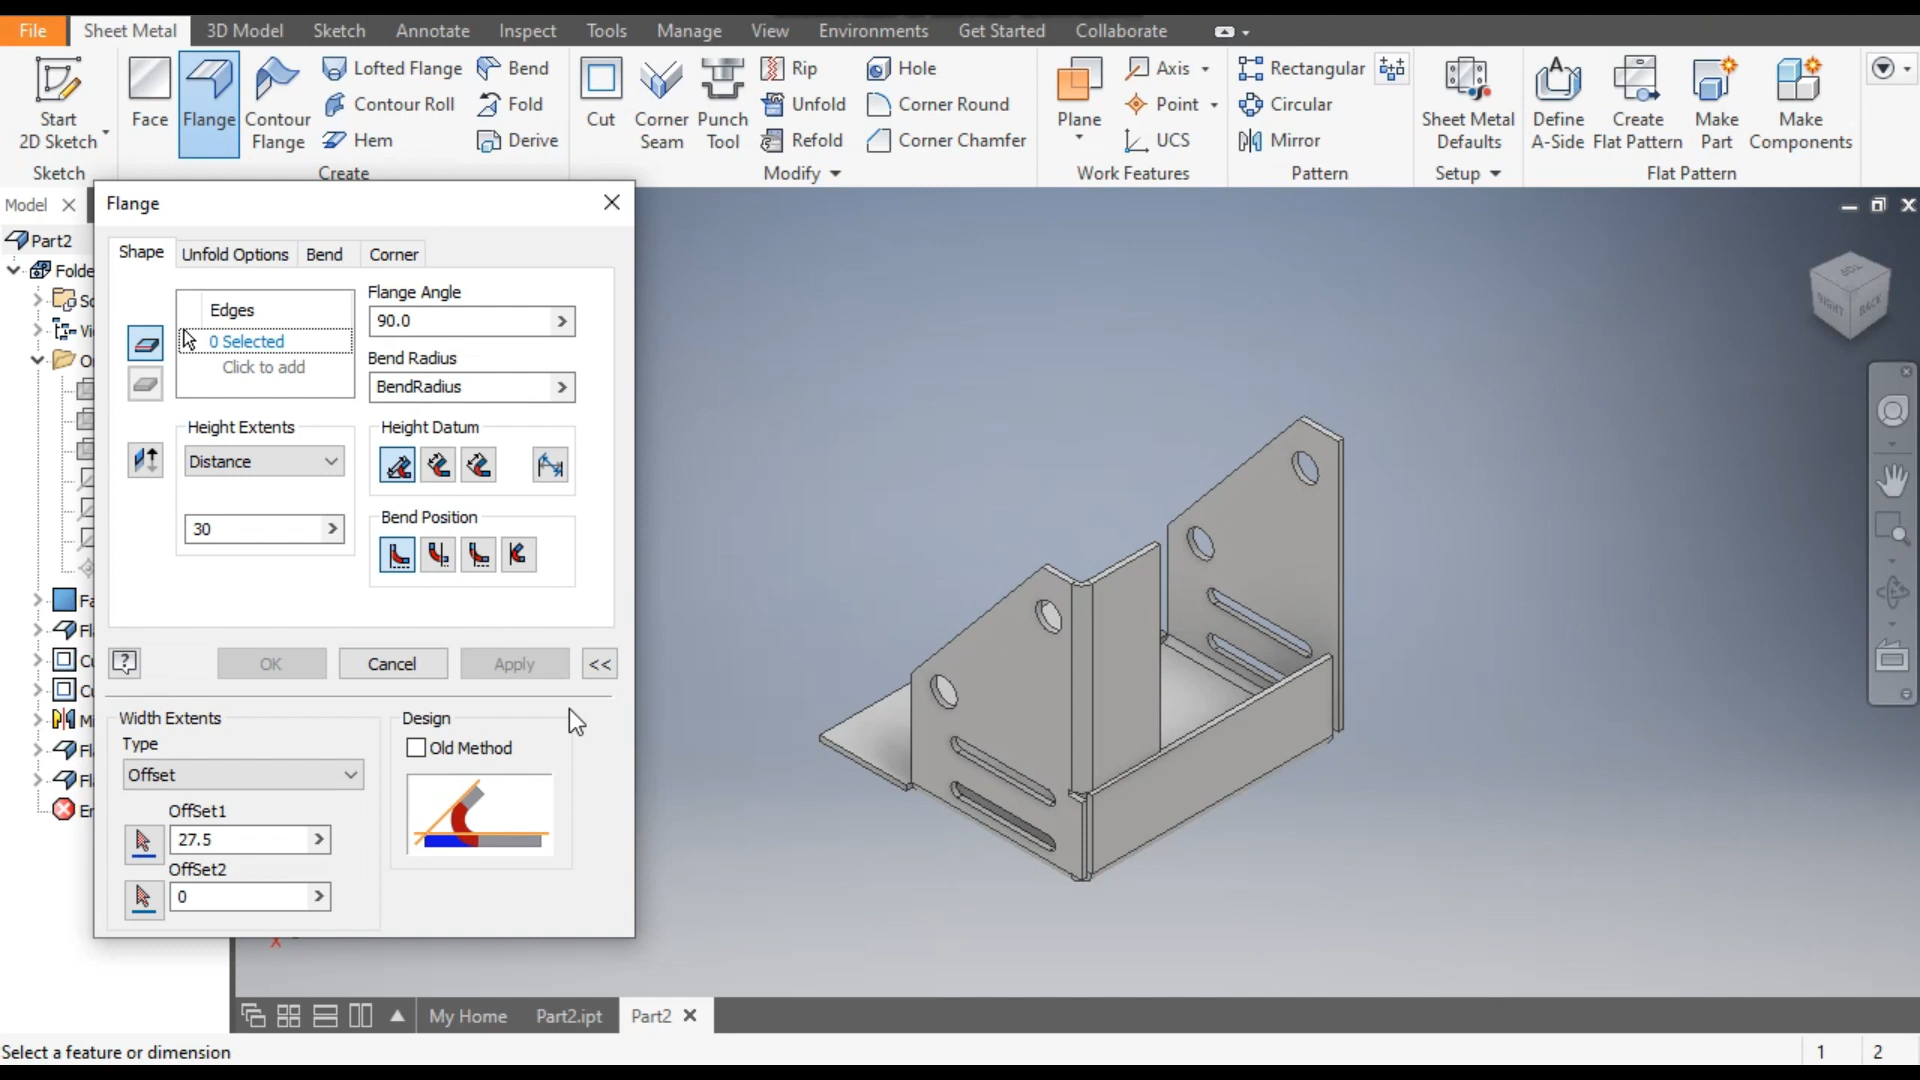 File Sheet Metal 3D Model Sketch Annotate Inspect Tools Manage View Environments Get Started Collaborate
Start
2D Sketch
Face
Flange
Contour
Flange
Lofted Flange
Contour Roll
Hem
Bend
Fold
Derive
Cut
Corner
Seam
Punch
Tool
Rip
Unfold
Refold
Hole
Corner Round
Corner Chamfer
Plane
Axis
Point
UCS
Rectangular
Circular
Mirror
Sheet Metal
Defaults
Define
A-Side
Create
Flat Pattern
Make
Part
Make
Components
Sketch Create Modify Work Features Pattern Setup Flat Pattern
Model
Part2
Folde
Flange
Shape Unfold Options Bend Corner
Edges
0 Selected
Click to add
Flange Angle
90.0
Bend Radius
BendRadius
Height Extents
Distance
30
Height Datum
Bend Position
OK Cancel Apply <<
Width Extents
Type
Offset
OffSet1
27.5
OffSet2
0
Design
Old Method
TOP
RIGHT
BACK
X
My Home Part2.ipt Part2
Select a feature or dimension
1 2